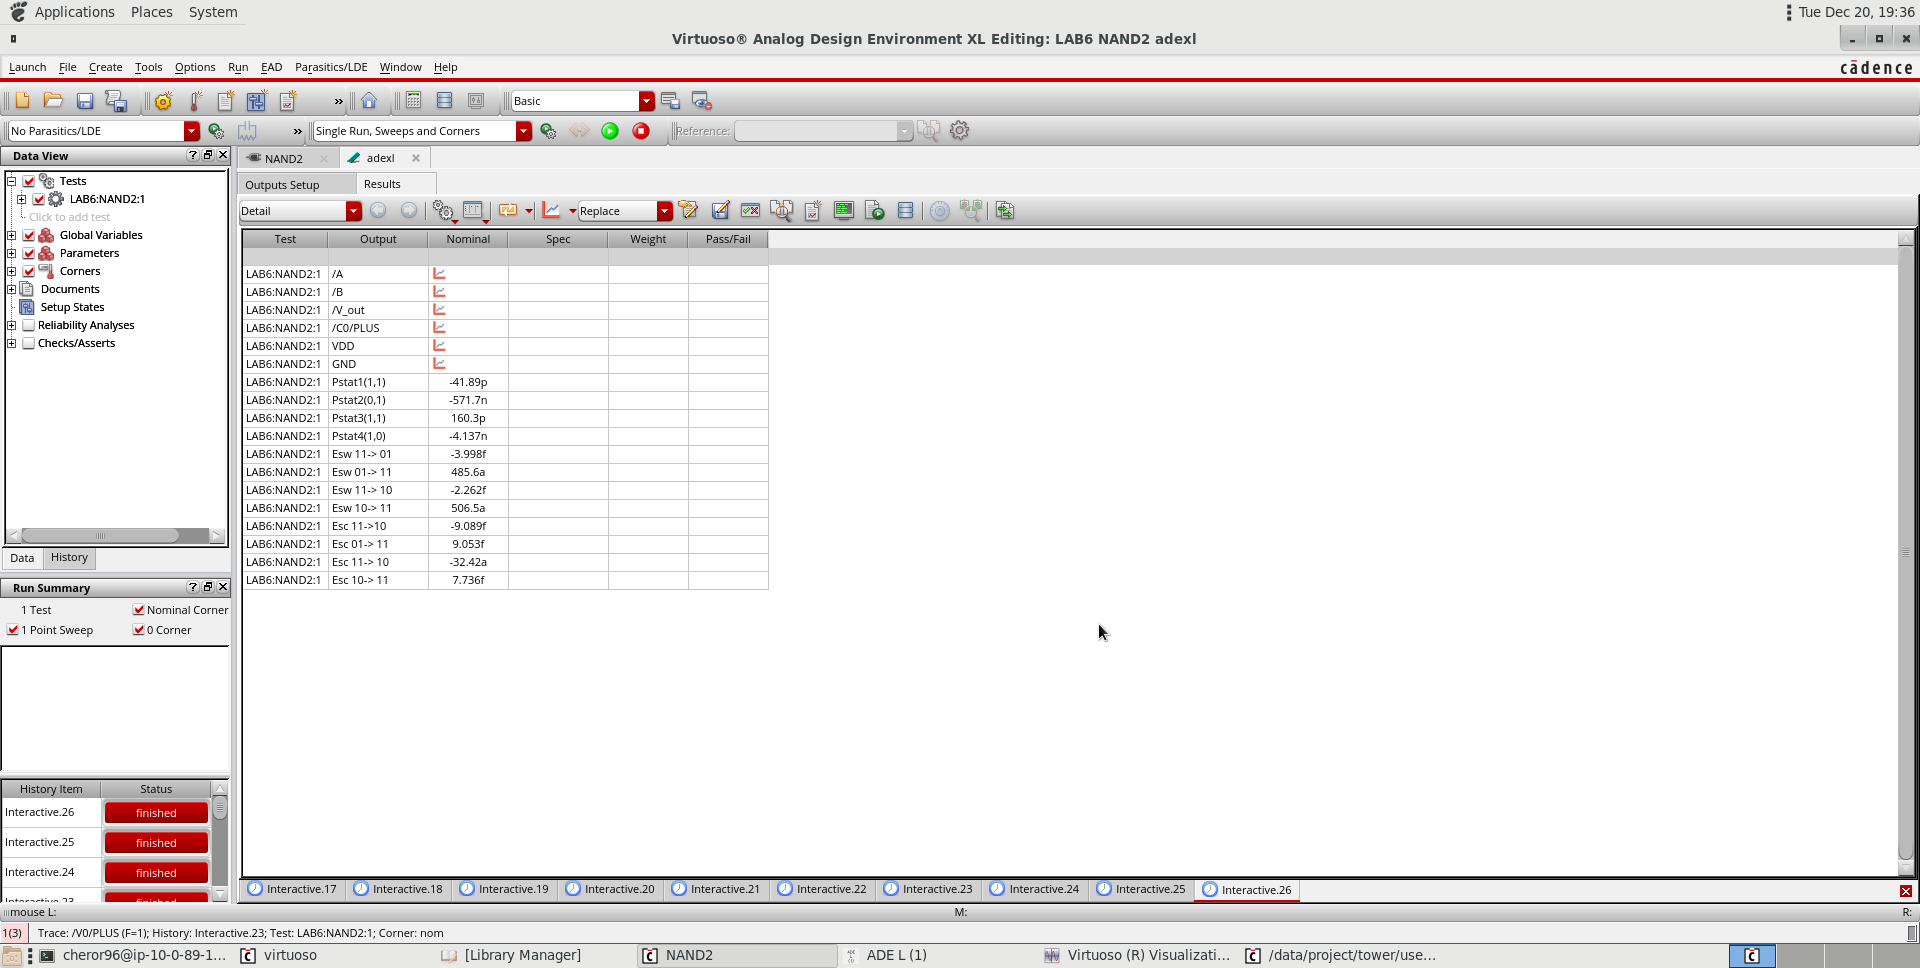 Applications Places System
Tue Dec 20, 19:36
Virtuoso® Analog Design Environment XL Editing: LAB6 NAND2 adexl
Launch File Create Tools Options Run EAD Parasitics/LDE Window Help
cādence
» Basic
No Parasitics/LDE » Single Run, Sweeps and Corners Reference:
Data View
NAND2 adexl
Tests
LAB6:NAND2:1
Click to add test
Global Variables
Parameters
Corners
Documents
Setup States
Reliability Analyses
Checks/Asserts
Data History
Run Summary
1 Test Nominal Corner
1 Point Sweep 0 Corner
History Item Status
Interactive.26 finished
Interactive.25 finished
Interactive.24 finished
Interactive.23 finished
Outputs Setup Results
Detail Replace
Test Output Nominal Spec Weight Pass/Fail
LAB6:NAND2:1 /A
LAB6:NAND2:1 /B
LAB6:NAND2:1 /V_out
LAB6:NAND2:1 /C0/PLUS
LAB6:NAND2:1 VDD
LAB6:NAND2:1 GND
LAB6:NAND2:1 Pstat1(1,1) -41.89p
LAB6:NAND2:1 Pstat2(0,1) -571.7n
LAB6:NAND2:1 Pstat3(1,1) 160.3p
LAB6:NAND2:1 Pstat4(1,0) -4.137n
LAB6:NAND2:1 Esw 11-> 01 -3.998f
LAB6:NAND2:1 Esw 01-> 11 485.6a
LAB6:NAND2:1 Esw 11-> 10 -2.262f
LAB6:NAND2:1 Esw 10-> 11 506.5a
LAB6:NAND2:1 Esc 11->10 -9.089f
LAB6:NAND2:1 Esc 01-> 11 9.053f
LAB6:NAND2:1 Esc 11-> 10 -32.42a
LAB6:NAND2:1 Esc 10-> 11 7.736f
Interactive.17 Interactive.18 Interactive.19 Interactive.20 Interactive.21 Interactive.22 Interactive.23 Interactive.24 Interactive.25 Interactive.26
mouse L: M: R:
1(3) Trace: /V0/PLUS (F=1); History: Interactive.23; Test: LAB6:NAND2:1; Corner: nom
cheror96@ip-10-0-89-1... virtuoso [Library Manager] NAND2 ADE L (1) Virtuoso (R) Visualizati... /data/project/tower/use...